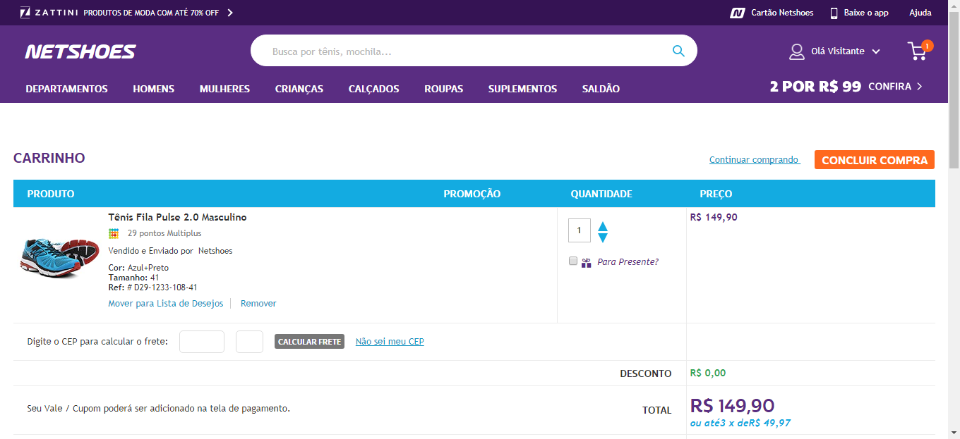 ZATTINI PRODUTOS DE MODA COM ATÉ 70% OFF
Cartão Netshoes Baixe o app Ajuda
NETSHOES
Busca por tênis, mochila...
Olá Visitante
1
DEPARTAMENTOS HOMENS MULHERES CRIANÇAS CALÇADOS ROUPAS SUPLEMENTOS SALDÃO
2 POR R$ 99 CONFIRA
CARRINHO
Continuar comprando
CONCLUIR COMPRA
PRODUTO PROMOÇÃO QUANTIDADE PREÇO
Tênis Fila Pulse 2.0 Masculino
29 pontos Multiplus
Vendido e Enviado por Netshoes
Cor: Azul+Preto
Tamanho: 41
Ref: # D29-1233-108-41
Mover para Lista de Desejos | Remover
1
Para Presente?
R$ 149,90
Digite o CEP para calcular o frete:
CALCULAR FRETE
Não sei meu CEP
DESCONTO R$ 0,00
Seu Vale / Cupom poderá ser adicionado na tela de pagamento.
TOTAL R$ 149,90
ou até3 x deR$ 49,97